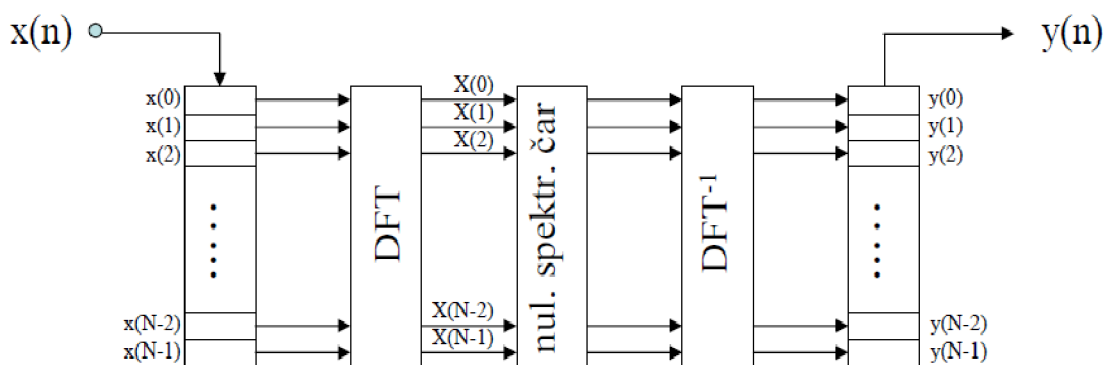 x(n)
y(n)
x(0)
x(1)
x(2)
x(N-2)
x(N-1)
DFT
X(0)
X(1)
X(2)
X(N-2)
X(N-1)
nul. spektr. čar
DFT-1
y(0)
y(1)
y(2)
y(N-2)
y(N-1)